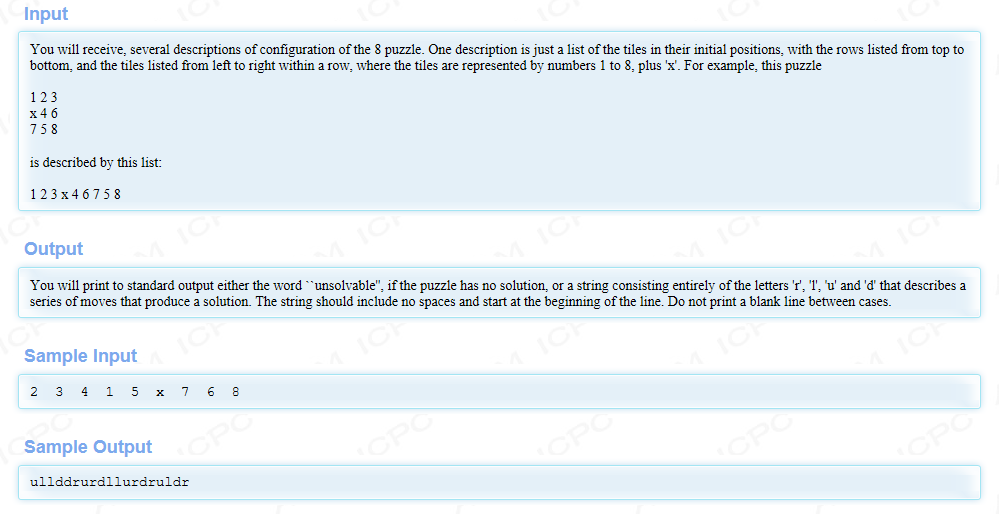 Input
You will receive, several descriptions of configuration of the 8 puzzle. One description is just a list of the tiles in their initial positions, with the rows listed from top to
bottom, and the tiles listed from left to right within a row, where the tiles are represented by numbers 1 to 8, plus 'x'. For example, this puzzle
1 2 3
x 4 6
7 5 8
is described by this list:
1 2 3 x 4 6 7 5 8
Output
You will print to standard output either the word ``unsolvable'', if the puzzle has no solution, or a string consisting entirely of the letters 'r', 'l', 'u' and 'd' that describes a
series of moves that produce a solution. The string should include no spaces and start at the beginning of the line. Do not print a blank line between cases.
Sample Input
2 3 4 1 5 x 7 6 8
Sample Output
ullddrurdllurdruldr